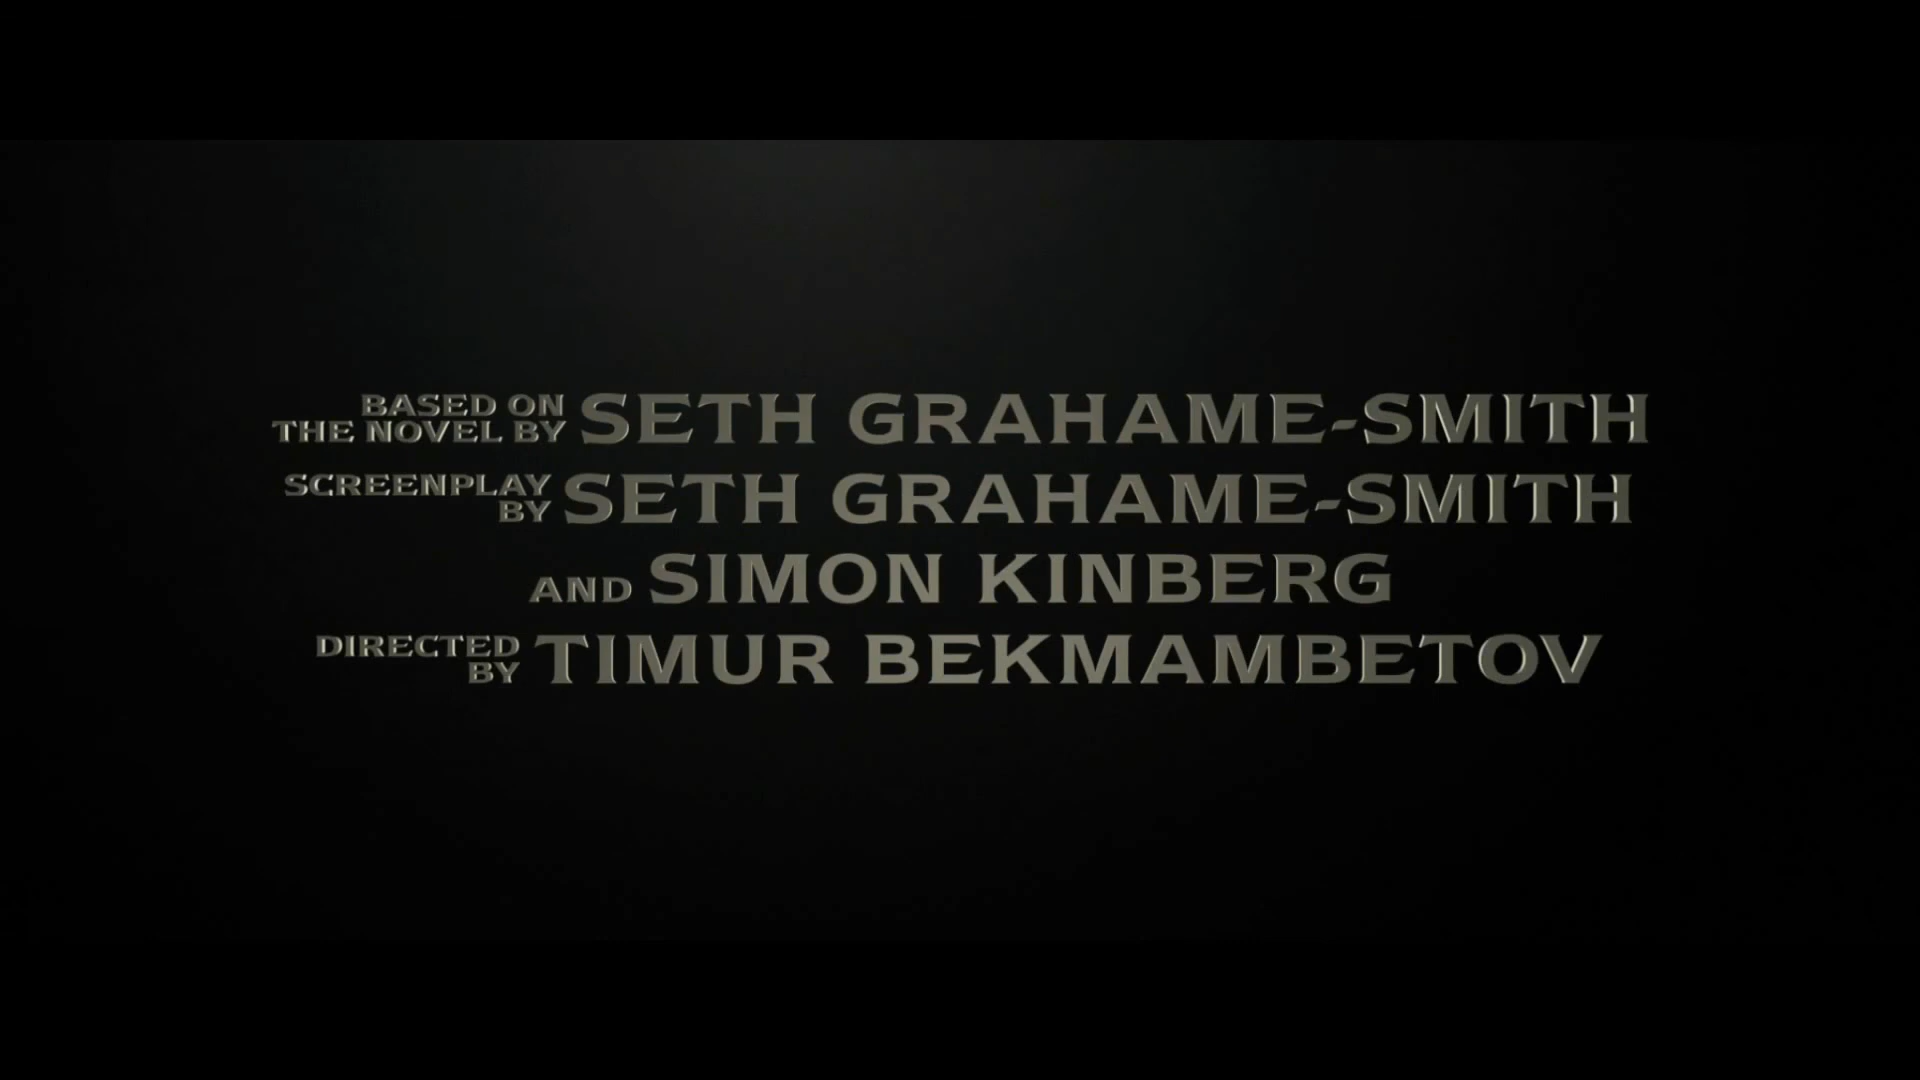 BASED ON
THE NOVEL BY SETH GRAHAME-SMITH
SCREENPLAY
BY SETH GRAHAME-SMITH
AND SIMON KINBERG
DIRECTED
BY TIMUR BEKMAMBETOV